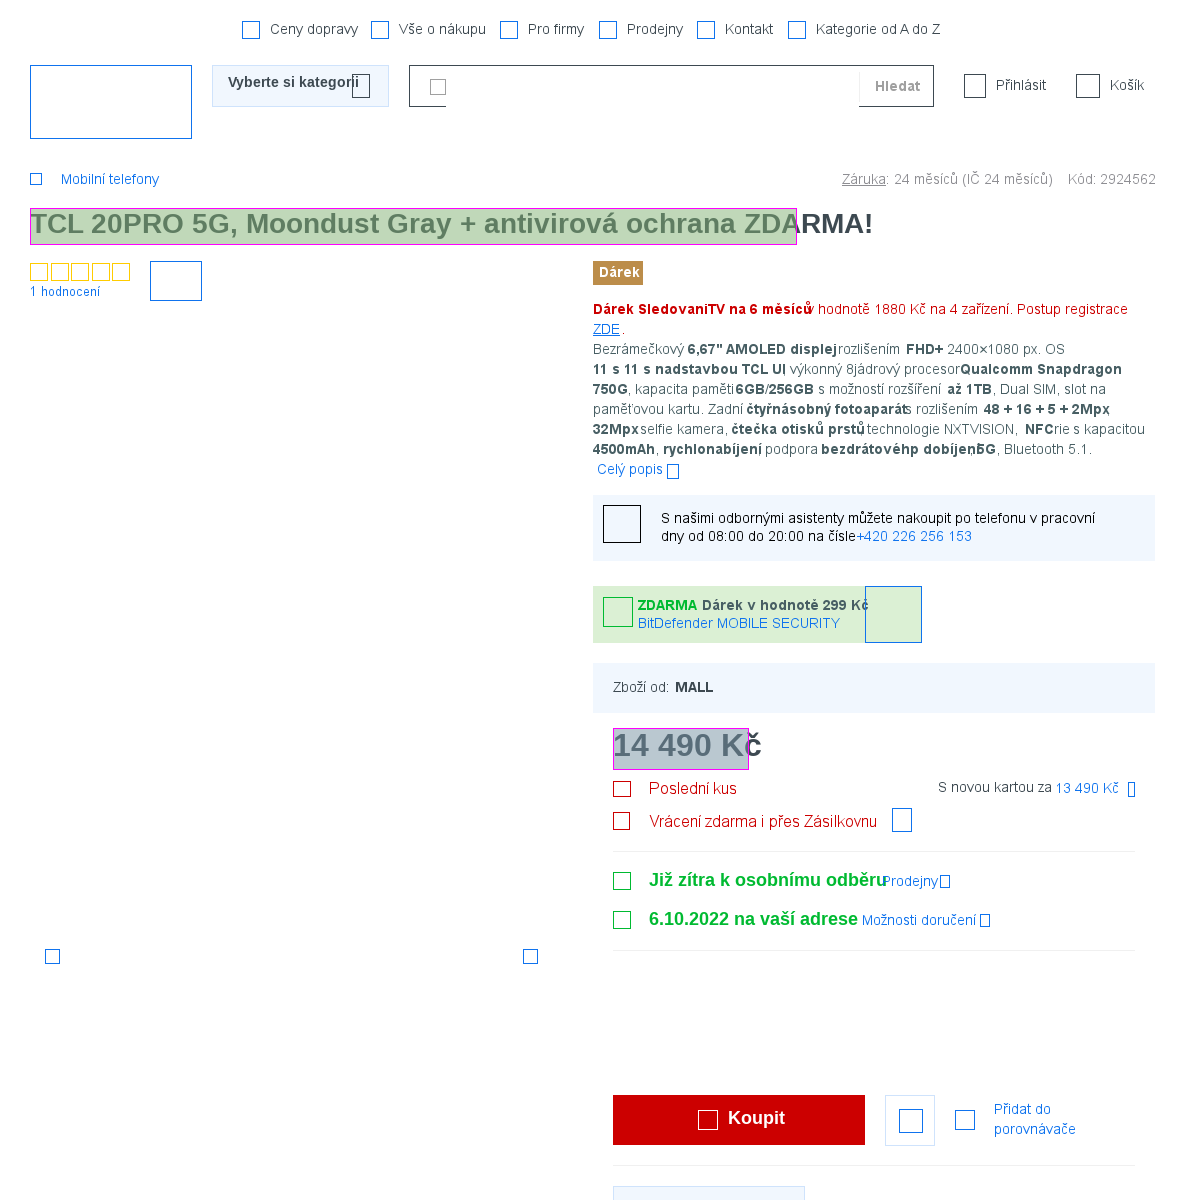 Ceny dopravy Vše o nákupu Pro firmy Prodejny Kontakt Kategorie od A do Z
Vyberte si kategorii Hledat Přihlásit Košík
Mobilní telefony Záruka: 24 měsíců (IČ 24 měsíců) Kód: 2924562
TCL 20PRO 5G, Moondust Gray + antivirová ochrana ZDARMA!
1 hodnocení
Dárek
Dárek SledovaniTV na 6 měsíců v hodnotě 1880 Kč na 4 zařízení. Postup registrace
ZDE.
Bezrámečkový 6,67" AMOLED displej rozlišením FHD+ 2400×1080 px. OS
11 s 11 s nadstavbou TCL UI, výkonný 8jádrový procesor Qualcomm Snapdragon
750G, kapacita paměti 6GB/256GB s možností rozšíření až 1TB, Dual SIM, slot na
paměťovou kartu. Zadní čtyřnásobný fotoaparát s rozlišením 48 + 16 + 5 + 2Mpx,
32Mpx selfie kamera, čtečka otisků prstů, technologie NXTVISION, NFC rie s kapacitou
4500mAh, rychlonabíjení, podpora bezdrátovéhp dobíjení, 5G, Bluetooth 5.1.
Celý popis
S našimi odbornými asistenty můžete nakoupit po telefonu v pracovní
dny od 08:00 do 20:00 na čísle +420 226 256 153
ZDARMA Dárek v hodnotě 299 Kč
BitDefender MOBILE SECURITY
Zboží od: MALL
14 490 Kč
Poslední kus S novou kartou za 13 490 Kč
Vrácení zdarma i přes Zásilkovnu
Již zítra k osobnímu odběru Prodejny
6.10.2022 na vaší adrese Možnosti doručení
Koupit
Přidat do
porovnávače